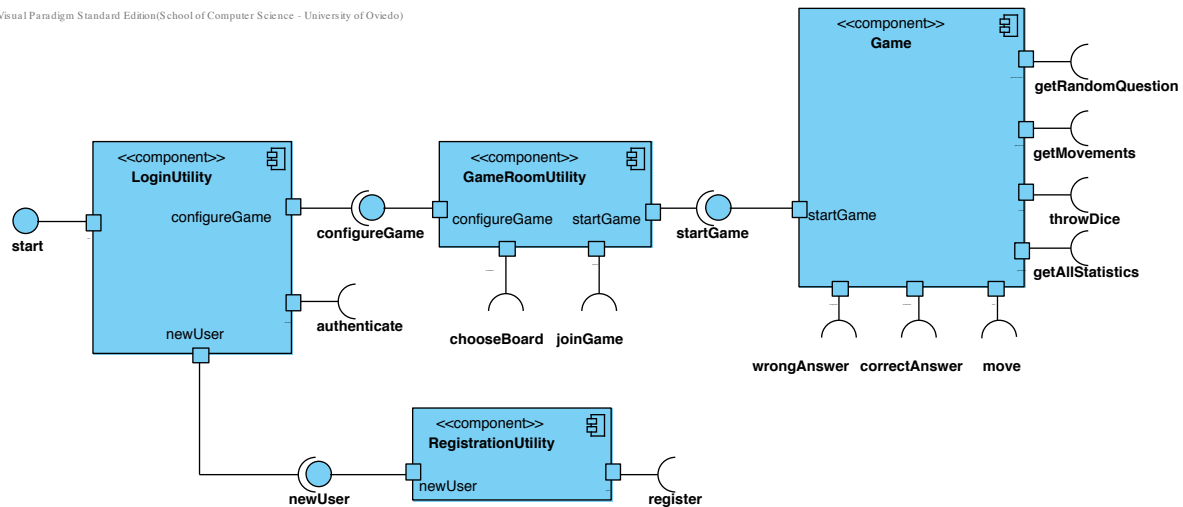 Visual Paradigm Standard Edition(School of Computer Science - University of Oviedo)
<<component>>
Game
getRandomQuestion
getMovements
throwDice
getAllStatistics
startGame
wrongAnswer
correctAnswer
move
<<component>>
LoginUtility
configureGame
newUser
start
authenticate
configureGame
<<component>>
GameRoomUtility
configureGame
startGame
startGame
chooseBoard
joinGame
<<component>>
RegistrationUtility
newUser
newUser
register